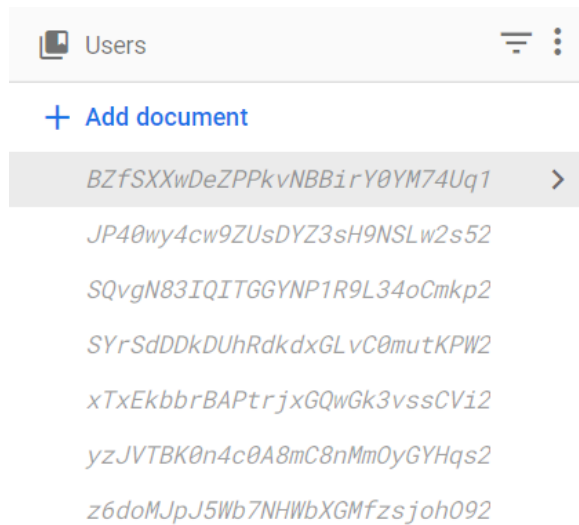 Users
Add document
BZfSXXwDeZPPkvNBBirY0YM74Uq1
JP40wy4cw9ZUsDYZ3sH9NSLw2s52
SQvgN83IQITGGYNP1R9L34oCmkp2
SYrSdDDkDUhRdkdxGLvC0mutKPW2
xTxEkbbrBAPtrjxGQwGk3vssCVi2
yzJVTBK0n4c0A8mC8nMmOyGYHqs2
z6doMJpJ5Wb7NHWbXGMfzsjohO92